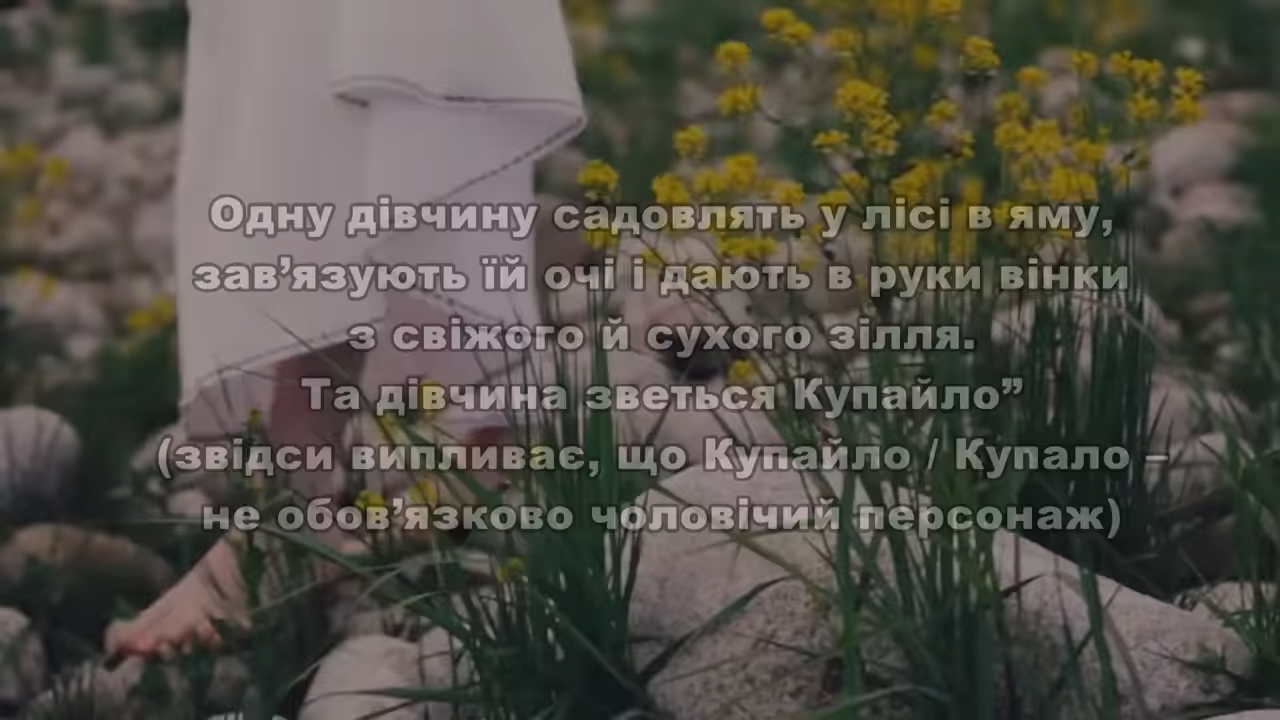 Одну дівчину садовлять у лісі в яму,
зав’язують їй очі і дають в руки вінки
з свіжого й сухого зілля.
Та дівчина зветься Купайло”
(звідси випливає, що Купайло / Купало –
не обов’язково чоловічий персонаж)